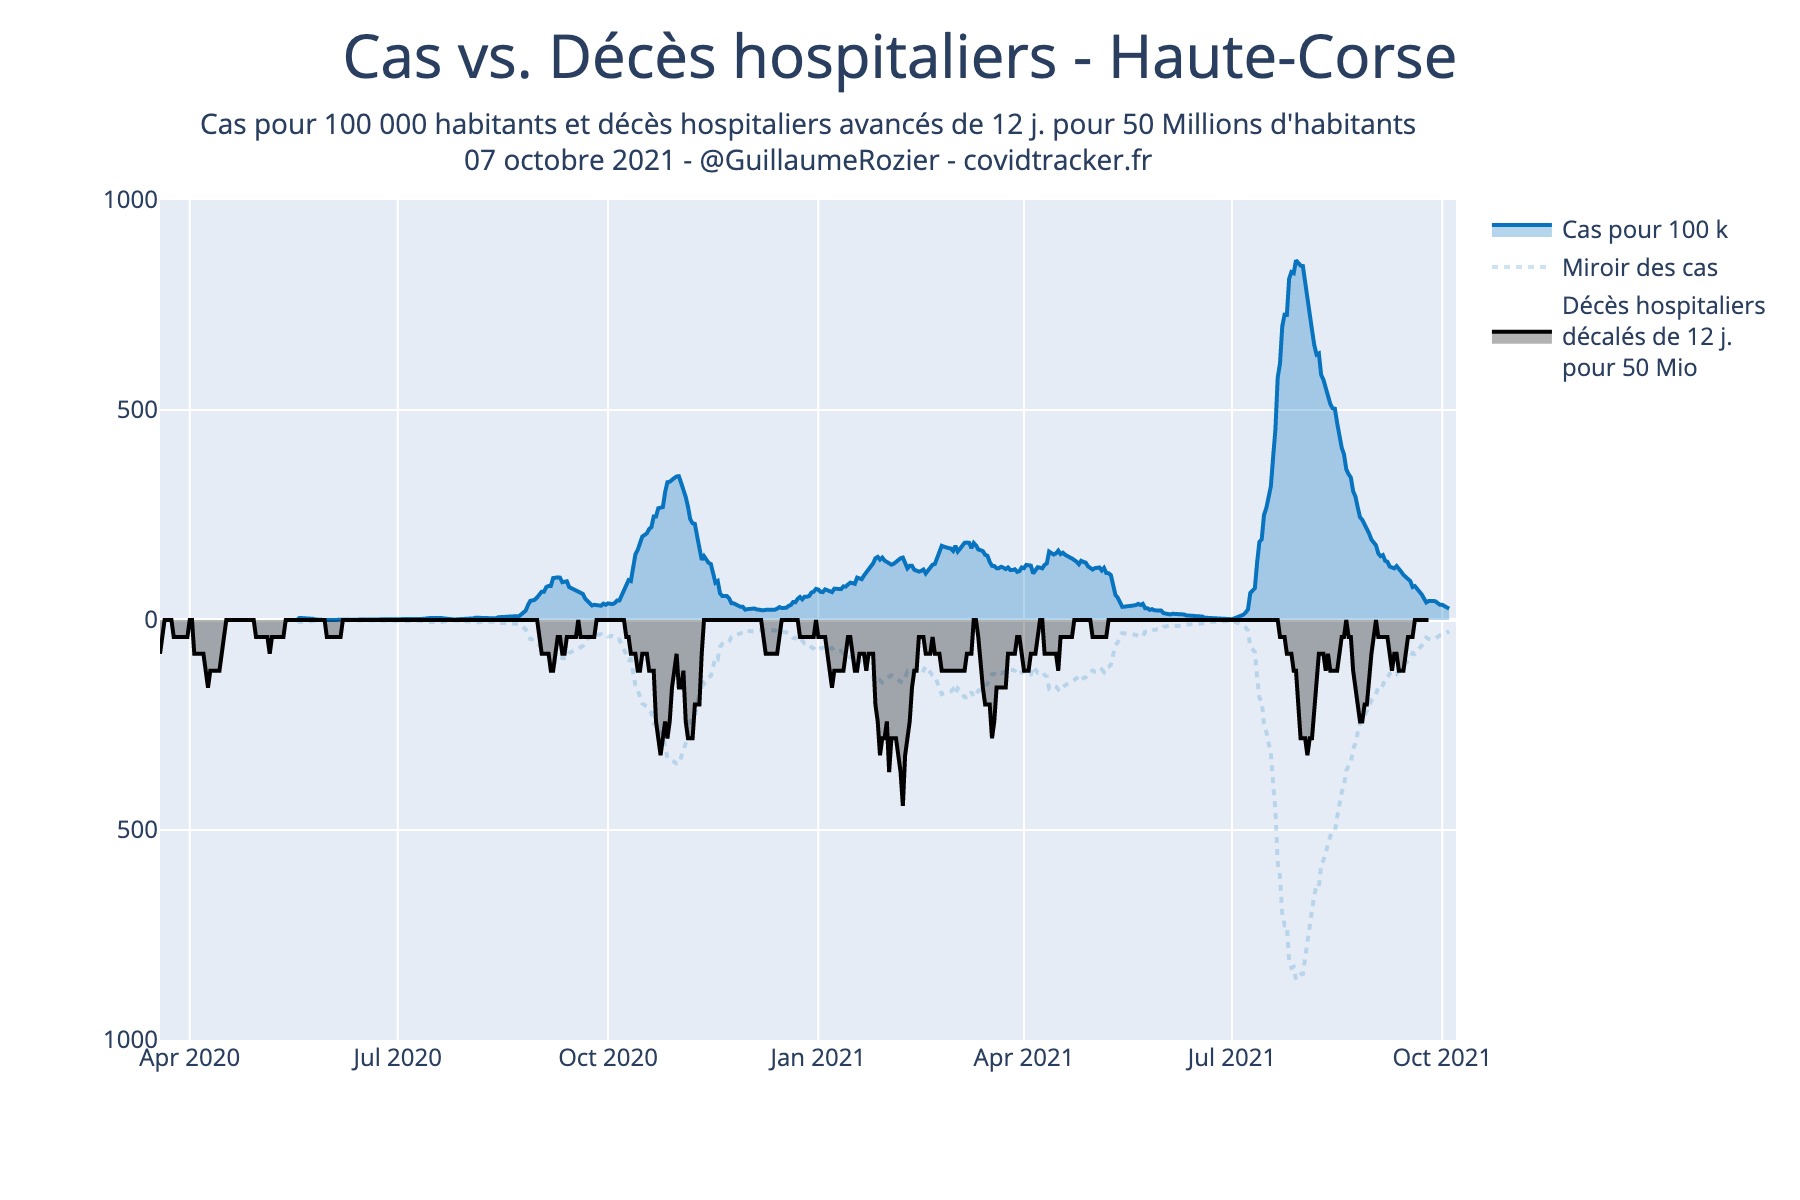 Cas vs. Décès hospitaliers - Haute-Corse
Cas pour 100 000 habitants et décès hospitaliers avancés de 12 j. pour 50 Millions d'habitants
07 octobre 2021 - @GuillaumeRozier - covidtracker.fr
1000
500
0
500
1000
Apr 2020
Jul 2020
Oct 2020
Jan 2021
Apr 2021
Jul 2021
Oct 2021
Cas pour 100 k
Miroir des cas
Décès hospitaliers
décalés de 12 j.
pour 50 Mio